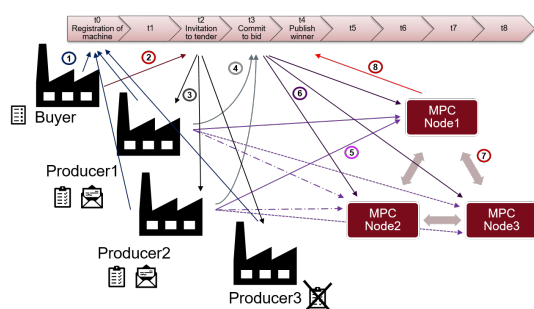 t0
Registration of
machine
t1
t2
Invitation
to tender
t3
Commit
to bid
t4
Publish
winner
t5
t6
t7
t8
1
2
3
4
8
6
5
7
Buyer
Producer1
Producer2
Producer3
MPC
Node1
MPC
Node2
MPC
Node3